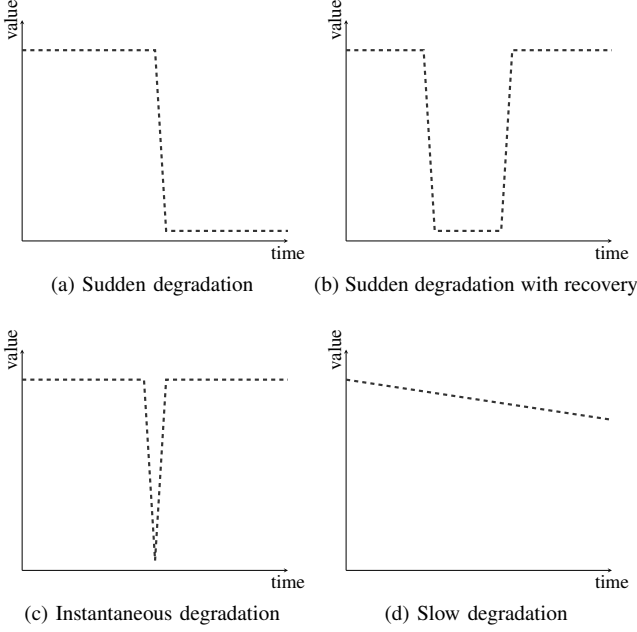 value
value
time
time
(a) Sudden degradation
(b) Sudden degradation with recovery
value
value
time
time
(c) Instantaneous degradation
(d) Slow degradation